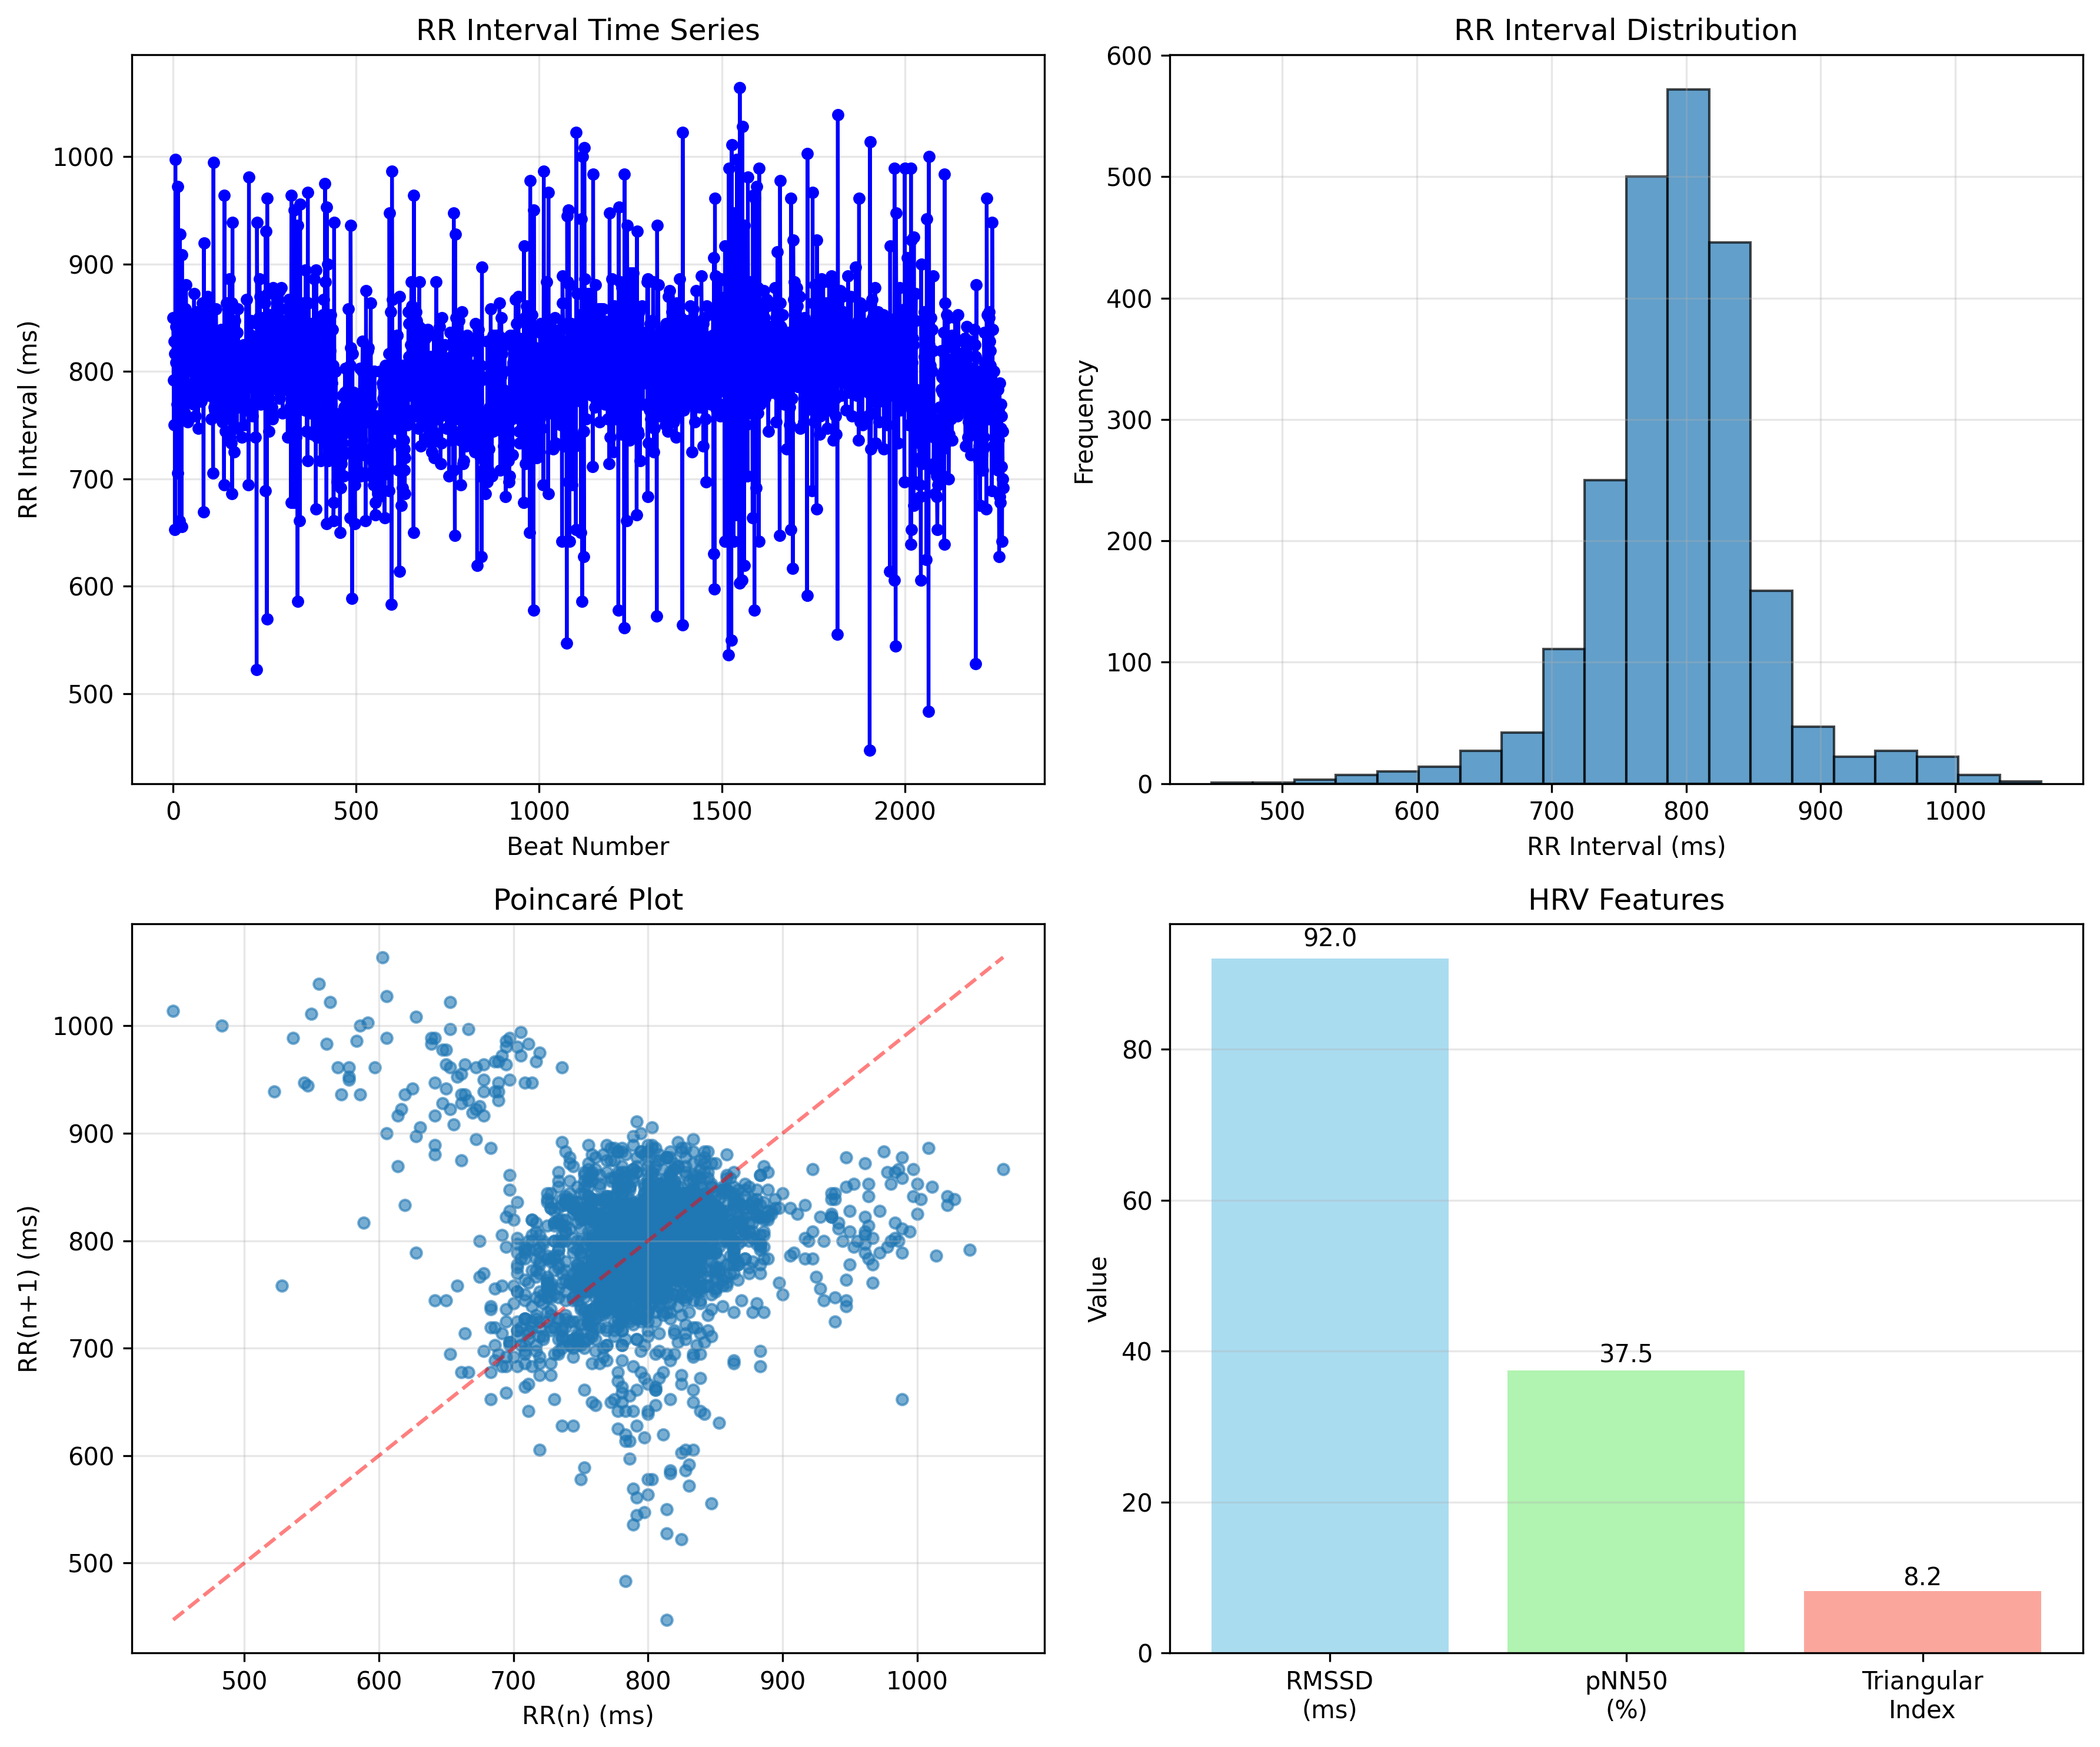 RR Interval Time Series
RR Interval (ms)
1000
900
800
700
600
500
0
500
1000
1500
2000
Beat Number
RR Interval Distribution
Frequency
600
500
400
300
200
100
0
500
600
700
800
900
1000
RR Interval (ms)
Poincaré Plot
RR(n+1) (ms)
1000
900
800
700
600
500
500
600
700
800
900
1000
RR(n) (ms)
HRV Features
Value
80
60
40
20
0
92.0
37.5
8.2
RMSSD
(ms)
pNN50
(%)
Triangular
Index